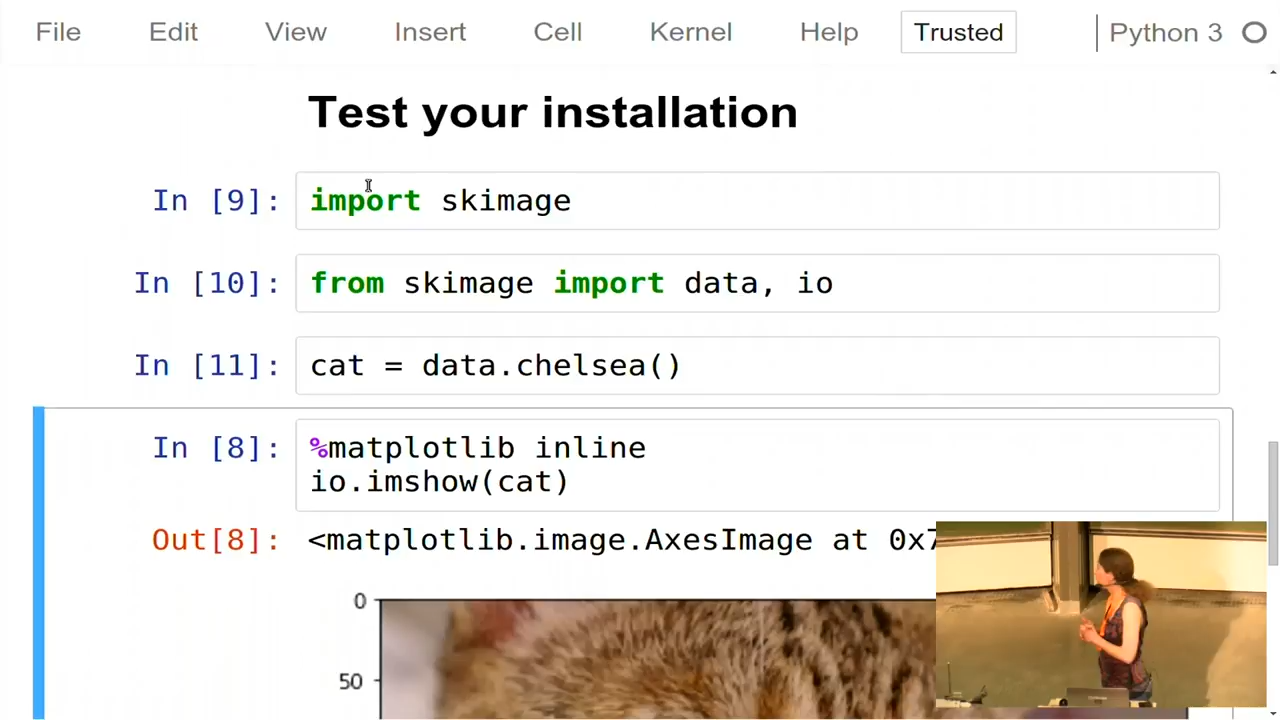 File Edit View Insert Cell Kernel Help Trusted Python 3
Test your installation
In [9]: import skimage
In [10]: from skimage import data, io
In [11]: cat = data.chelsea()
In [8]: %matplotlib inline
io.imshow(cat)
Out[8]: <matplotlib.image.AxesImage at 0x7
0
50